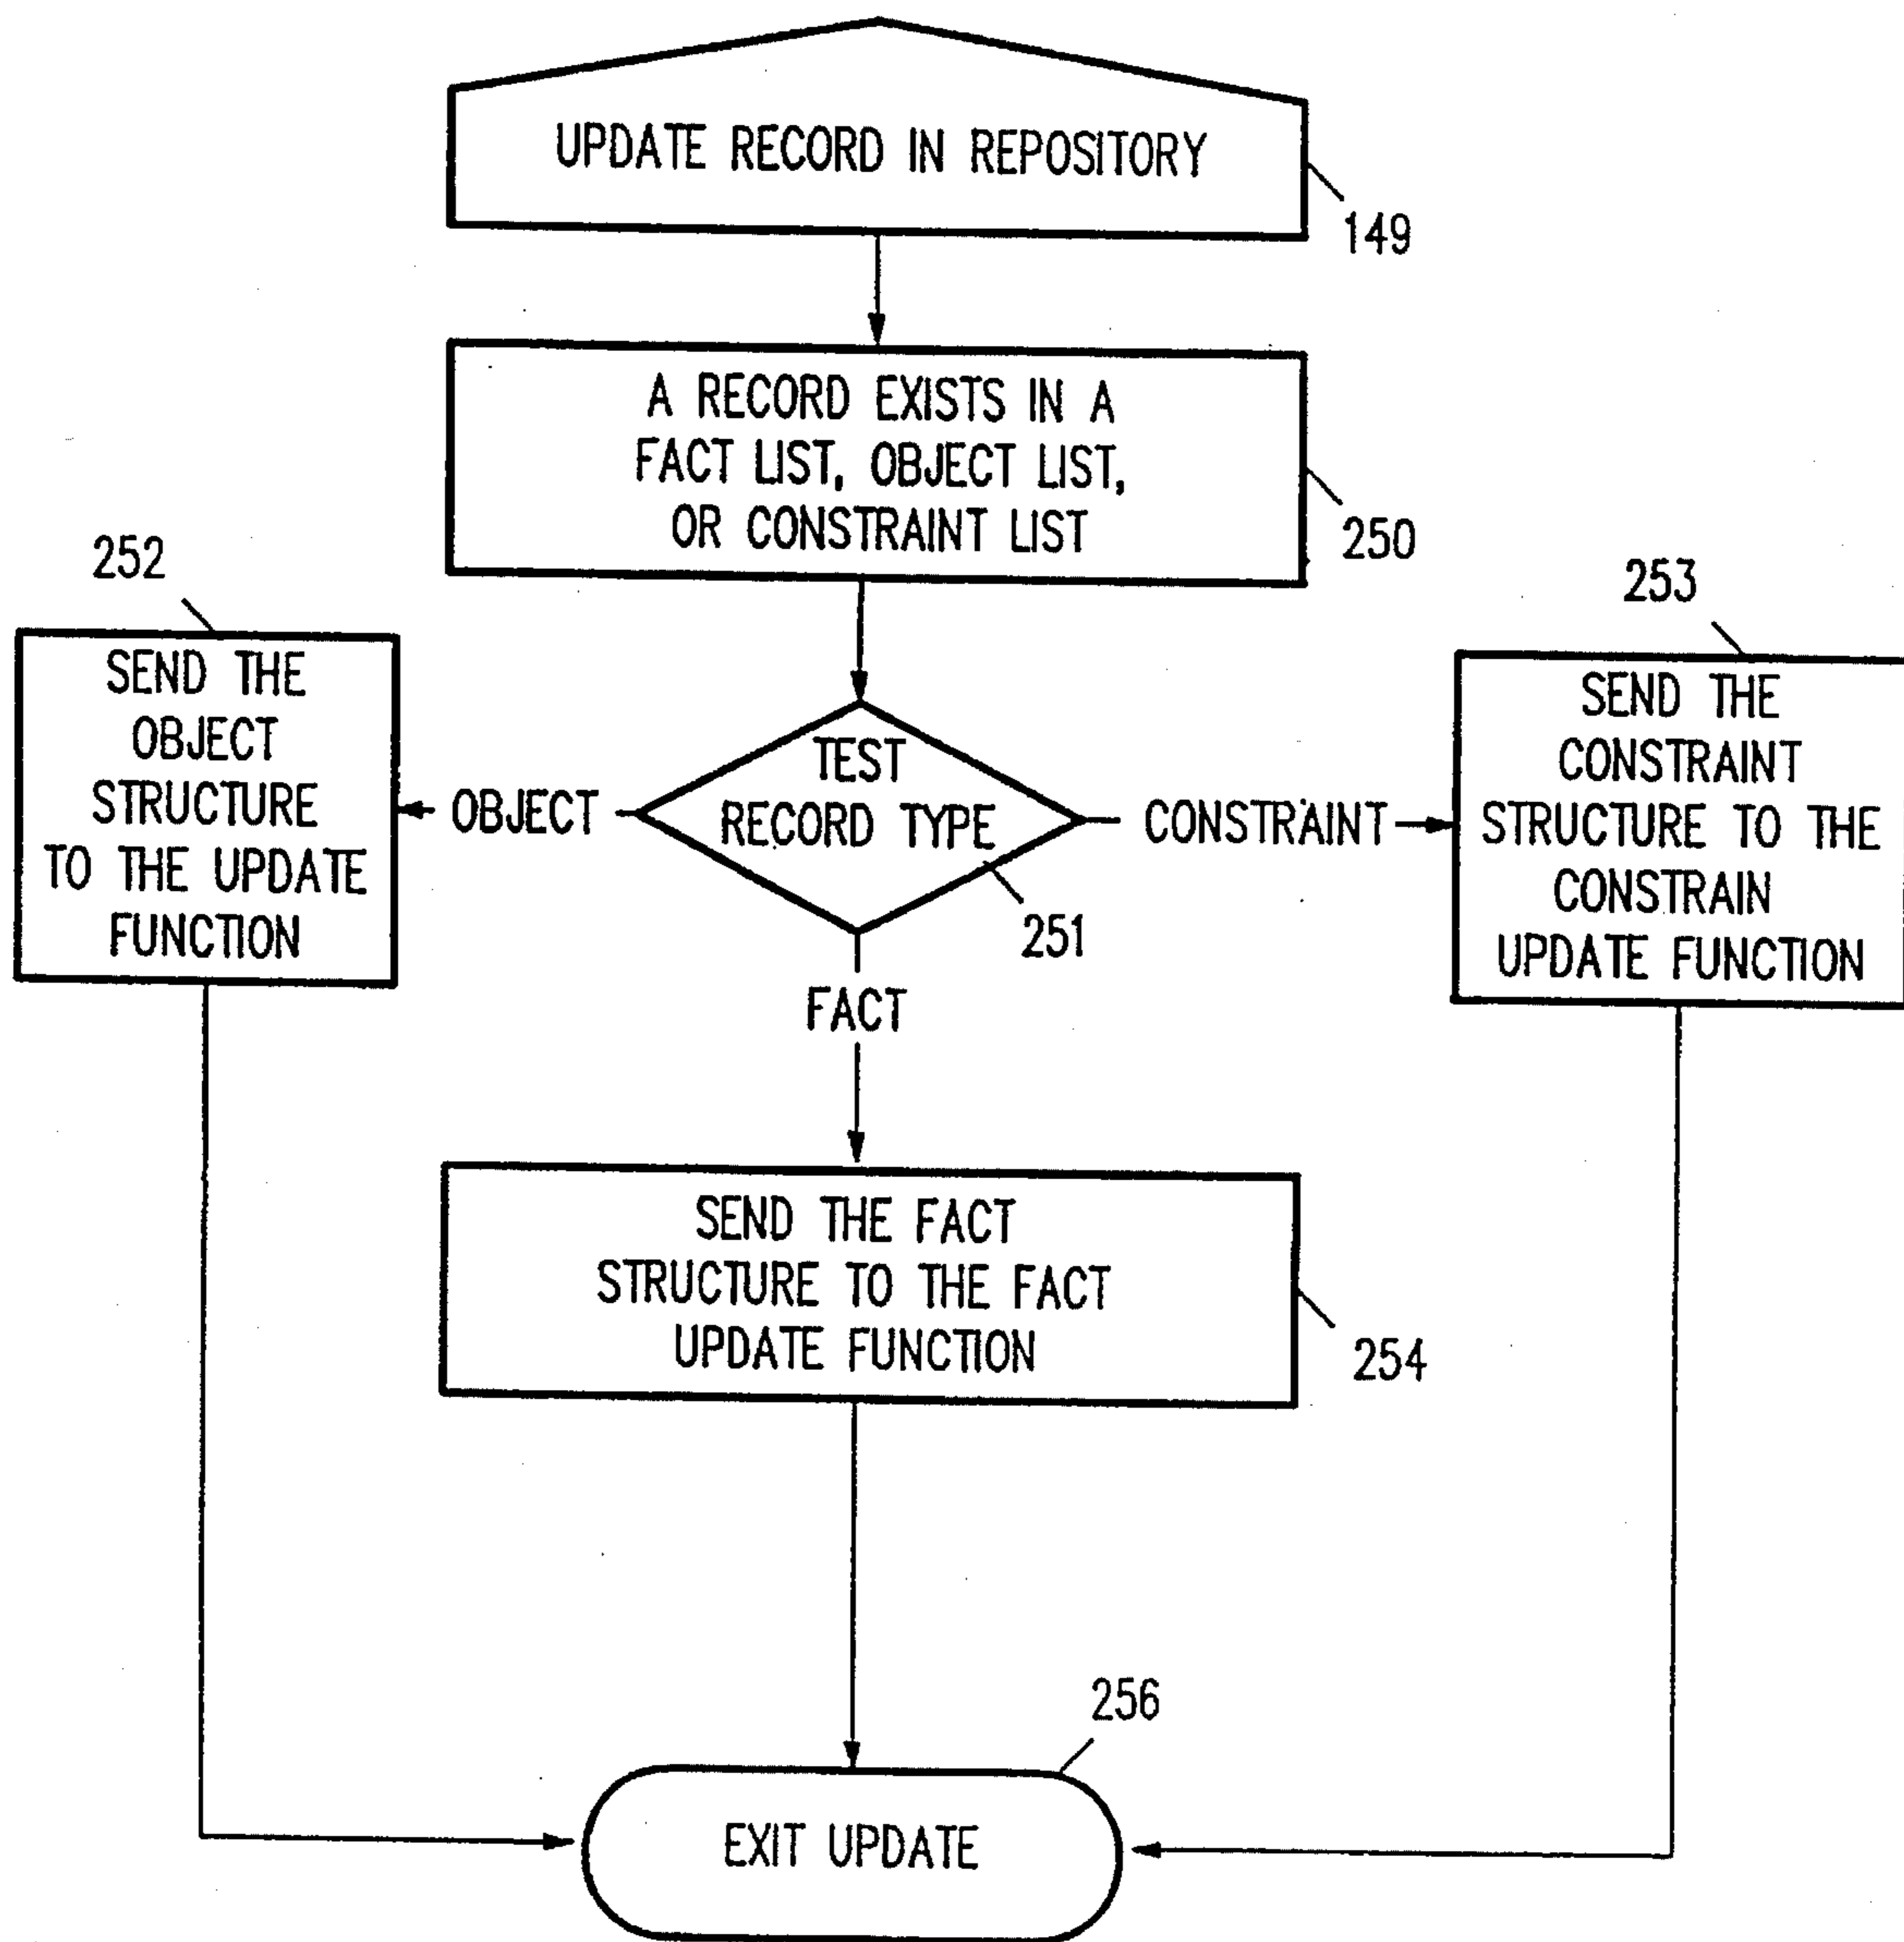 UPDATE RECORD IN REPOSITORY
149
A RECORD EXISTS IN A
FACT LIST, OBJECT LIST,
OR CONSTRAINT LIST
250
252
SEND THE
OBJECT
STRUCTURE
TO THE UPDATE
FUNCTION
OBJECT
TEST
RECORD TYPE
251
CONSTRAINT
253
SEND THE
CONSTRAINT
STRUCTURE TO THE
CONSTRAIN
UPDATE FUNCTION
FACT
SEND THE FACT
STRUCTURE TO THE FACT
UPDATE FUNCTION
254
256
EXIT UPDATE